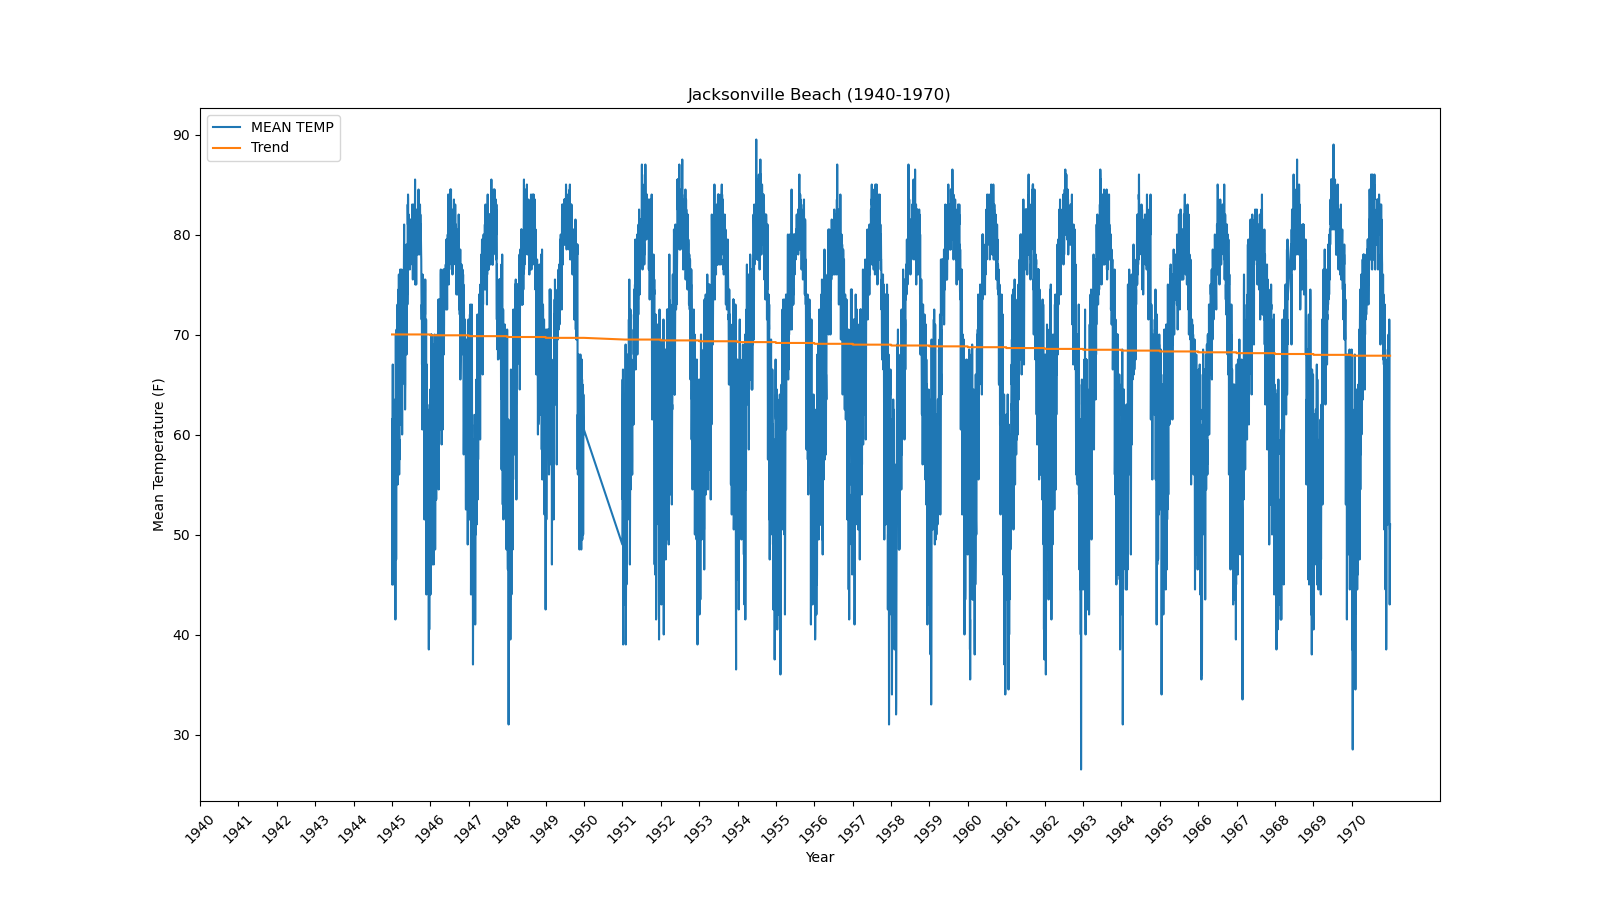 Jacksonville Beach (1940-1970)
MEAN TEMP
Trend
90
80
70
60
50
40
30
Mean Temperature (F)
1940 1941 1942 1943 1944 1945 1946 1947 1948 1949 1950 1951 1952 1953 1954 1955 1956 1957 1958 1959 1960 1961 1962 1963 1964 1965 1966 1967 1968 1969 1970
Year